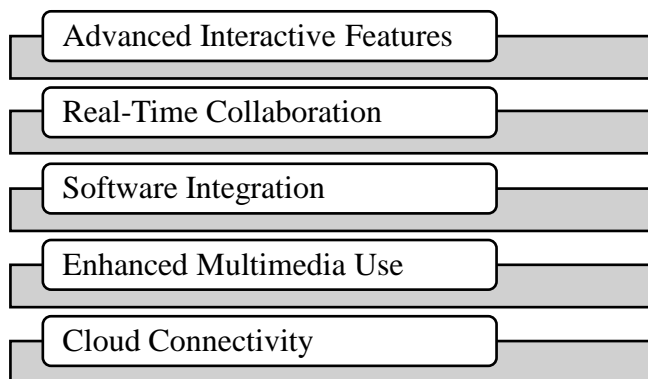 Advanced Interactive Features
Real-Time Collaboration
Software Integration
Enhanced Multimedia Use
Cloud Connectivity